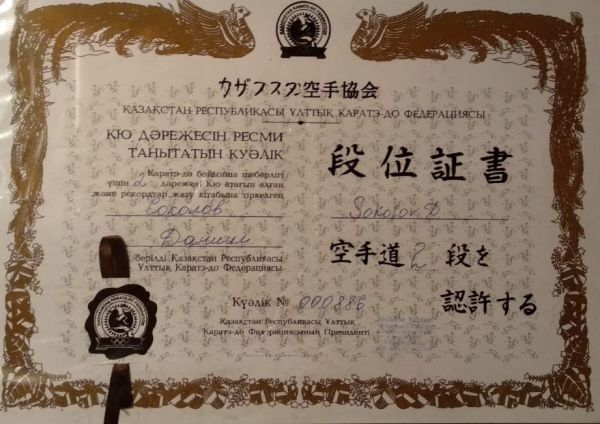 カザフスタン空手協会
ҚАЗАҚСТАН РЕСПУБЛИКАСЫ ҰЛТТЫҚ КАРАТЭ-ДО ФЕДЕРАЦИЯСЫ
КЮ ДӘРЕЖЕСІН РЕСМИ
ТАНЫТАТЫН КУӘЛІК
Каратэ-до бойынша шеберлігі
үшін 2 дәрежелі Кю атағын алған
және рекордтар жазу кітабына тіркелген
Соколов
Даниил
берілді Қазақстан Республикасы
Ұлттық Каратэ-до Федерациясы
段位証書
Sokolov D
空手道 2 段を
認許する
Куәлік № 000886
Қазақстан Республикасы Ұлттық
Каратэ-до Федерациясының Президенті